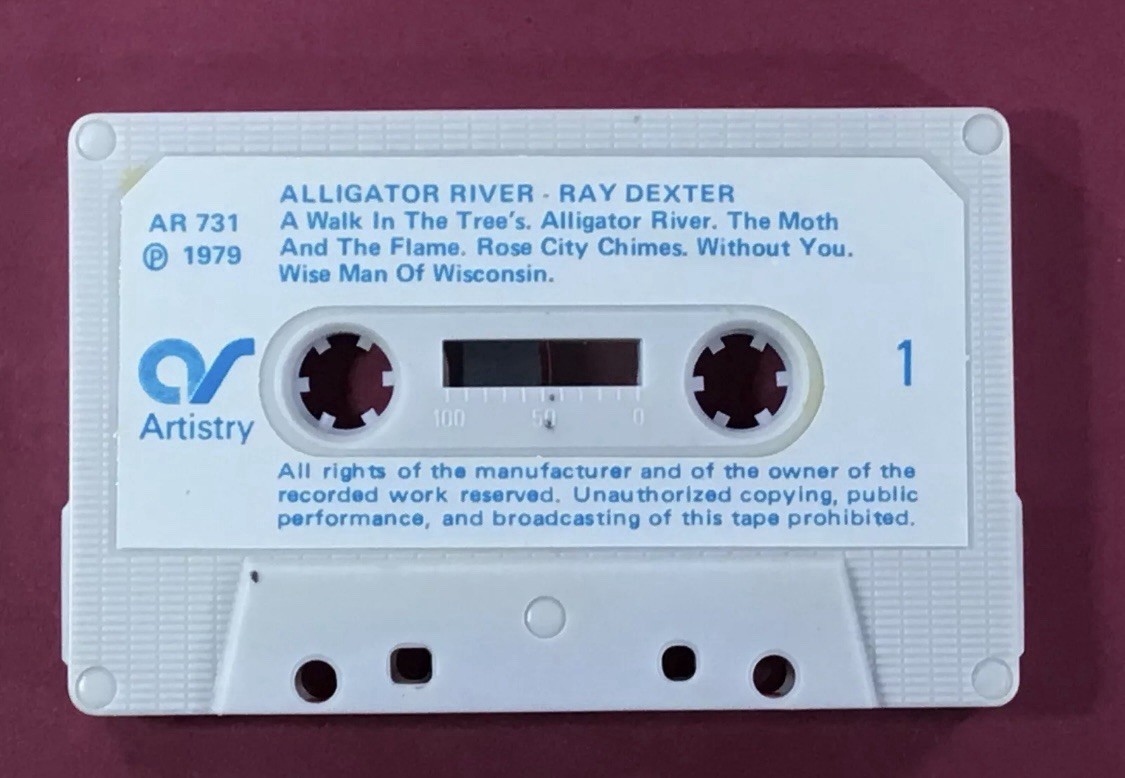 ALLIGATOR RIVER - RAY DEXTER
AR 731
A Walk In The Tree's. Alligator River. The Moth
℗ 1979
And The Flame. Rose City Chimes. Without You.
Wise Man Of Wisconsin.
Artistry
1
100 50 0
All rights of the manufacturer and of the owner of the
recorded work reserved. Unauthorized copying, public
performance, and broadcasting of this tape prohibited.